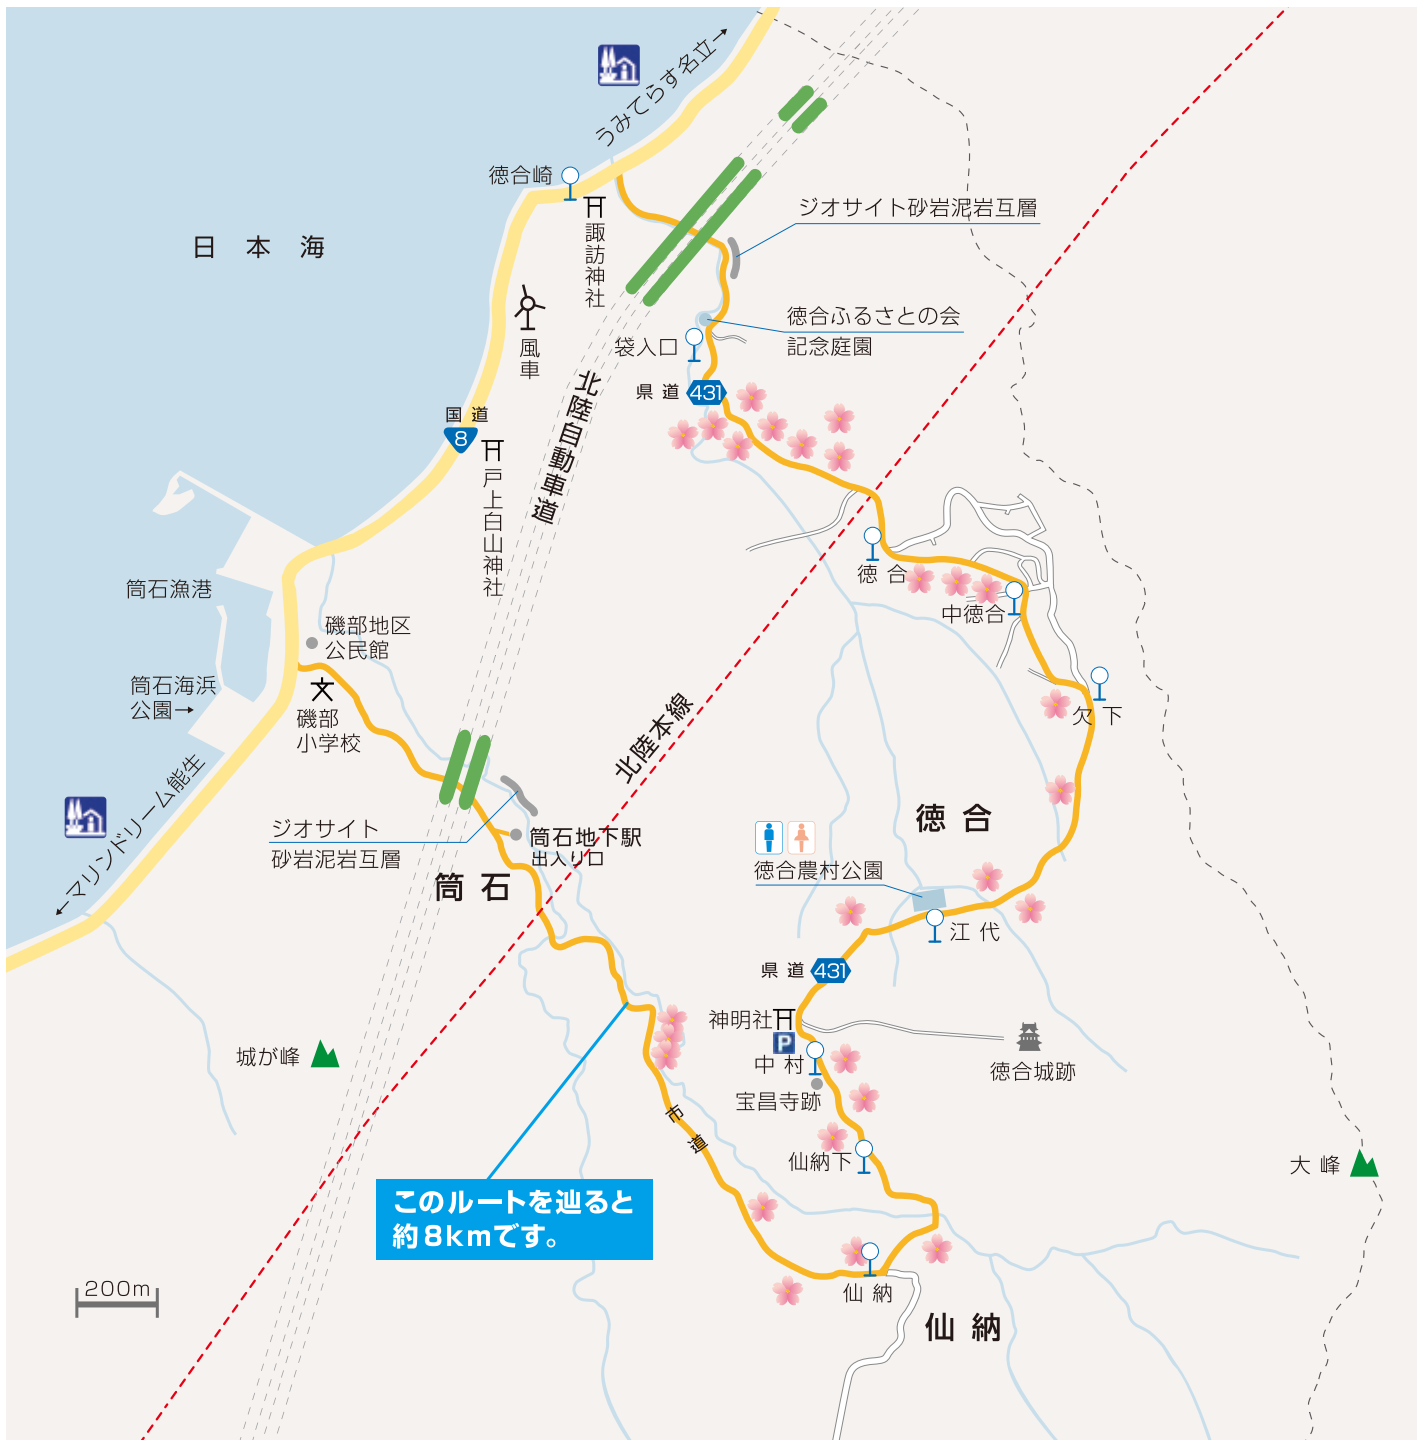 うみてらす名立→
徳合崎
諏訪神社
ジオサイト砂岩泥岩互層
日 本 海
風車
徳合ふるさとの会
記念庭園
袋入口
県 道
431
北陸自動車道
国 道
8
戸上白山神社
徳 合
中徳合
筒石漁港
磯部地区
公民館
筒石海浜
公園→
磯部
小学校
欠 下
北陸本線
←マリンドリーム能生
ジオサイト
砂岩泥岩互層
筒石地下駅
出入り口
徳 合
徳合農村公園
筒 石
江 代
県 道
431
神明社
P
中 村
宝昌寺跡
徳合城跡
城が峰
市道
仙納下
大 峰
このルートを辿ると
約8kmです。
200m
仙 納
仙 納